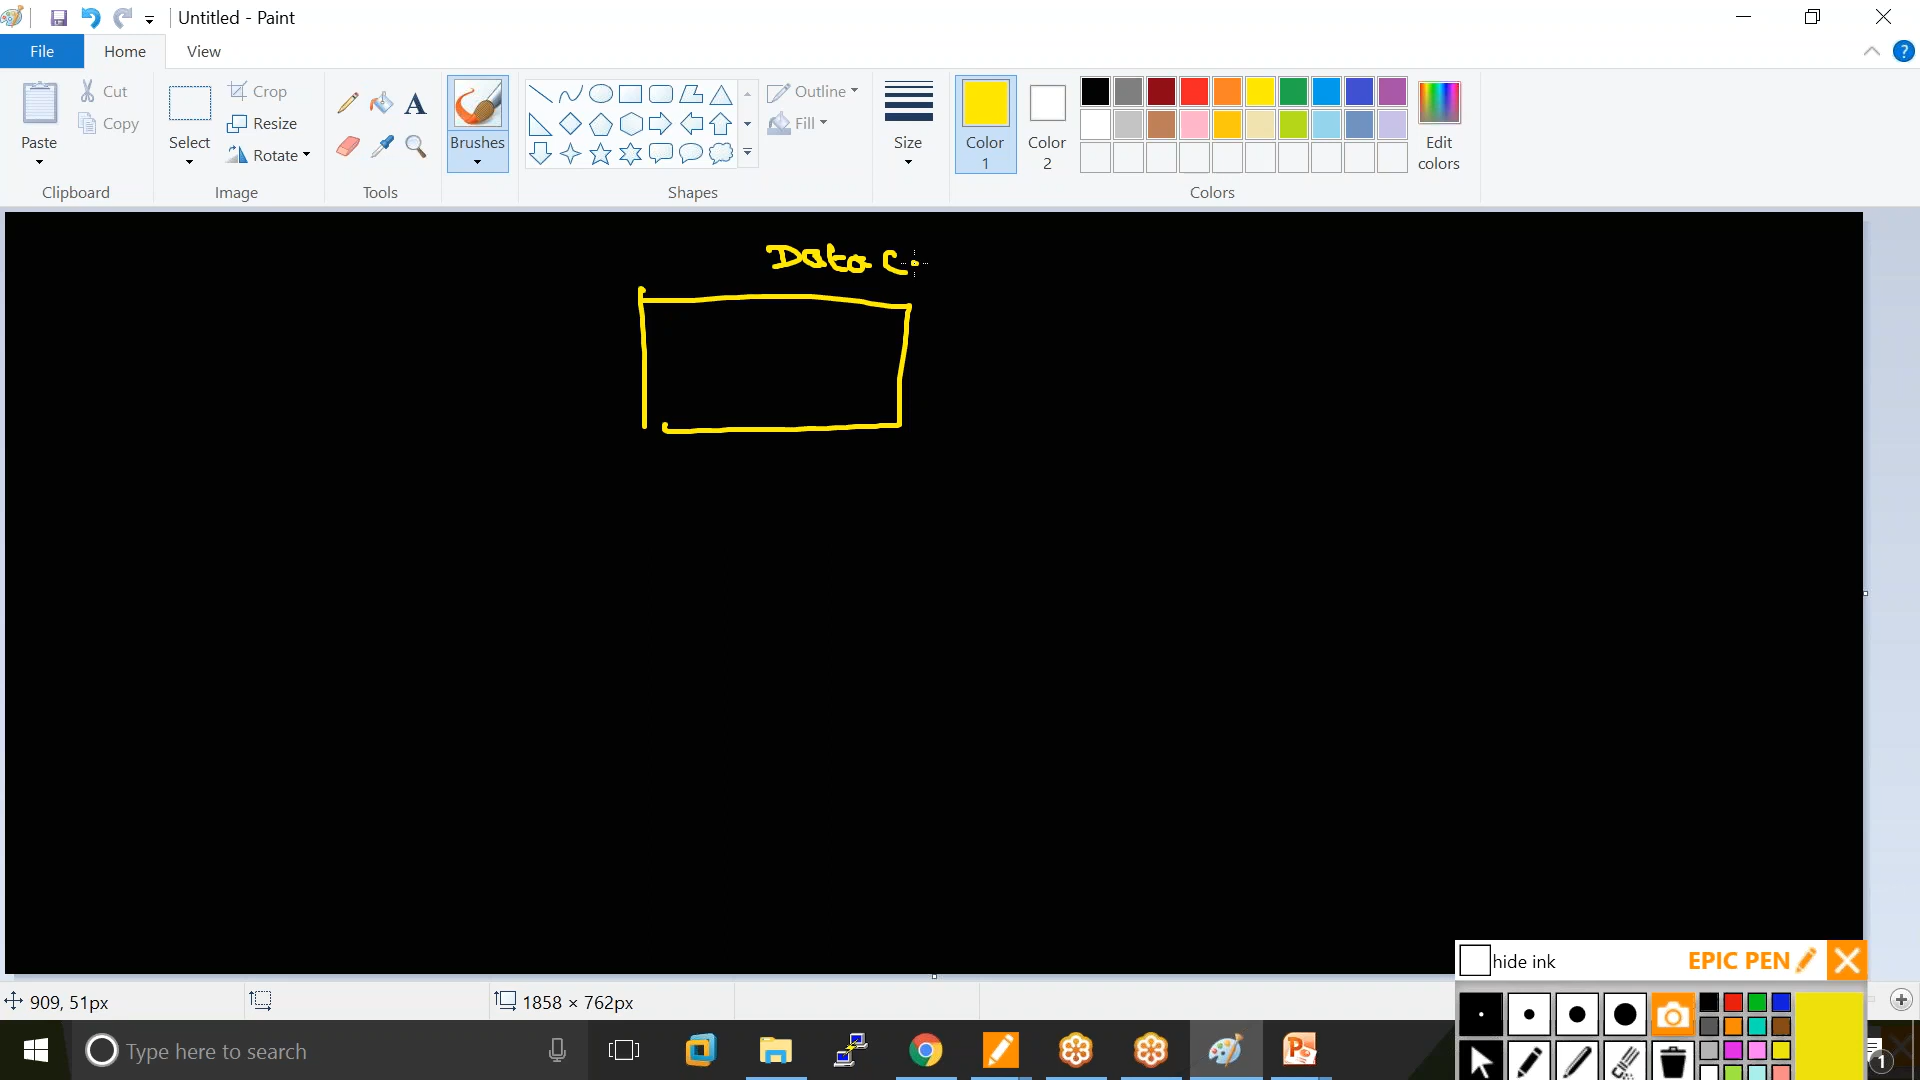 Untitled - Paint
File Home View
Paste
Cut
Copy
Clipboard
Select
Crop
Resize
Rotate
Image
A
Tools
Brushes
Shapes
Outline
Fill
Size
Color 1
Color 2
Edit colors
Colors
?
Data C
hide ink
EPIC PEN
909, 51px
1858 × 762px
Type here to search
1